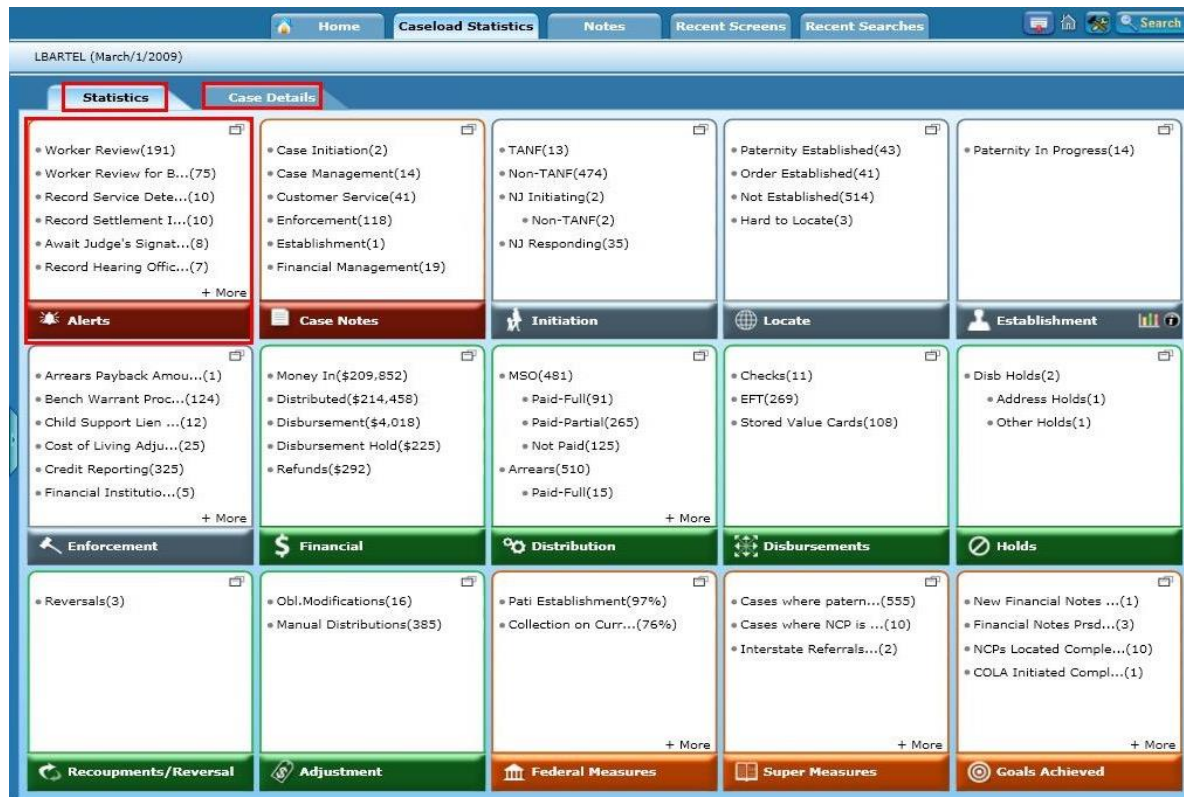 Home Caseload Statistics Notes Recent Screens Recent Searches Search
LBARTEL (March/1/2009)
Statistics Case Details
Worker Review(191)
Worker Review for B...(75)
Record Service Dete...(10)
Record Settlement I...(10)
Await Judge's Signat...(8)
Record Hearing Offic...(7)
+ More
Alerts
Case Initiation(2)
Case Management(14)
Customer Service(41)
Enforcement(118)
Establishment(1)
Financial Management(19)
Case Notes
TANF(13)
Non-TANF(474)
NJ Initiating(2)
Non-TANF(2)
NJ Responding(35)
Initiation
Paternity Established(43)
Order Established(41)
Not Established(514)
Hard to Locate(3)
Locate
Paternity In Progress(14)
Establishment
Arrears Payback Amou...(1)
Bench Warrant Proc...(124)
Child Support Lien ...(12)
Cost of Living Adju...(25)
Credit Reporting(325)
Financial Institutio...(5)
+ More
Enforcement
Money In($209,852)
Distributed($214,458)
Disbursement($4,018)
Disbursement Hold($225)
Refunds($292)
$ Financial
MSO(481)
Paid-Full(91)
Paid-Partial(265)
Not Paid(125)
Arrears(510)
Paid-Full(15)
+ More
Distribution
Checks(11)
EFT(269)
Stored Value Cards(108)
Disbursements
Disb Holds(2)
Address Holds(1)
Other Holds(1)
Holds
Reversals(3)
Recoupments/Reversal
Obl.Modifications(16)
Manual Distributions(385)
Adjustment
Pati Establishment(97%)
Collection on Curr...(76%)
+ More
Federal Measures
Cases where patern...(555)
Cases where NCP is ...(10)
Interstate Referrals...(2)
+ More
Super Measures
New Financial Notes ...(1)
Financial Notes Prsd...(3)
NCPs Located Comple...(10)
COLA Initiated Compl...(1)
+ More
Goals Achieved